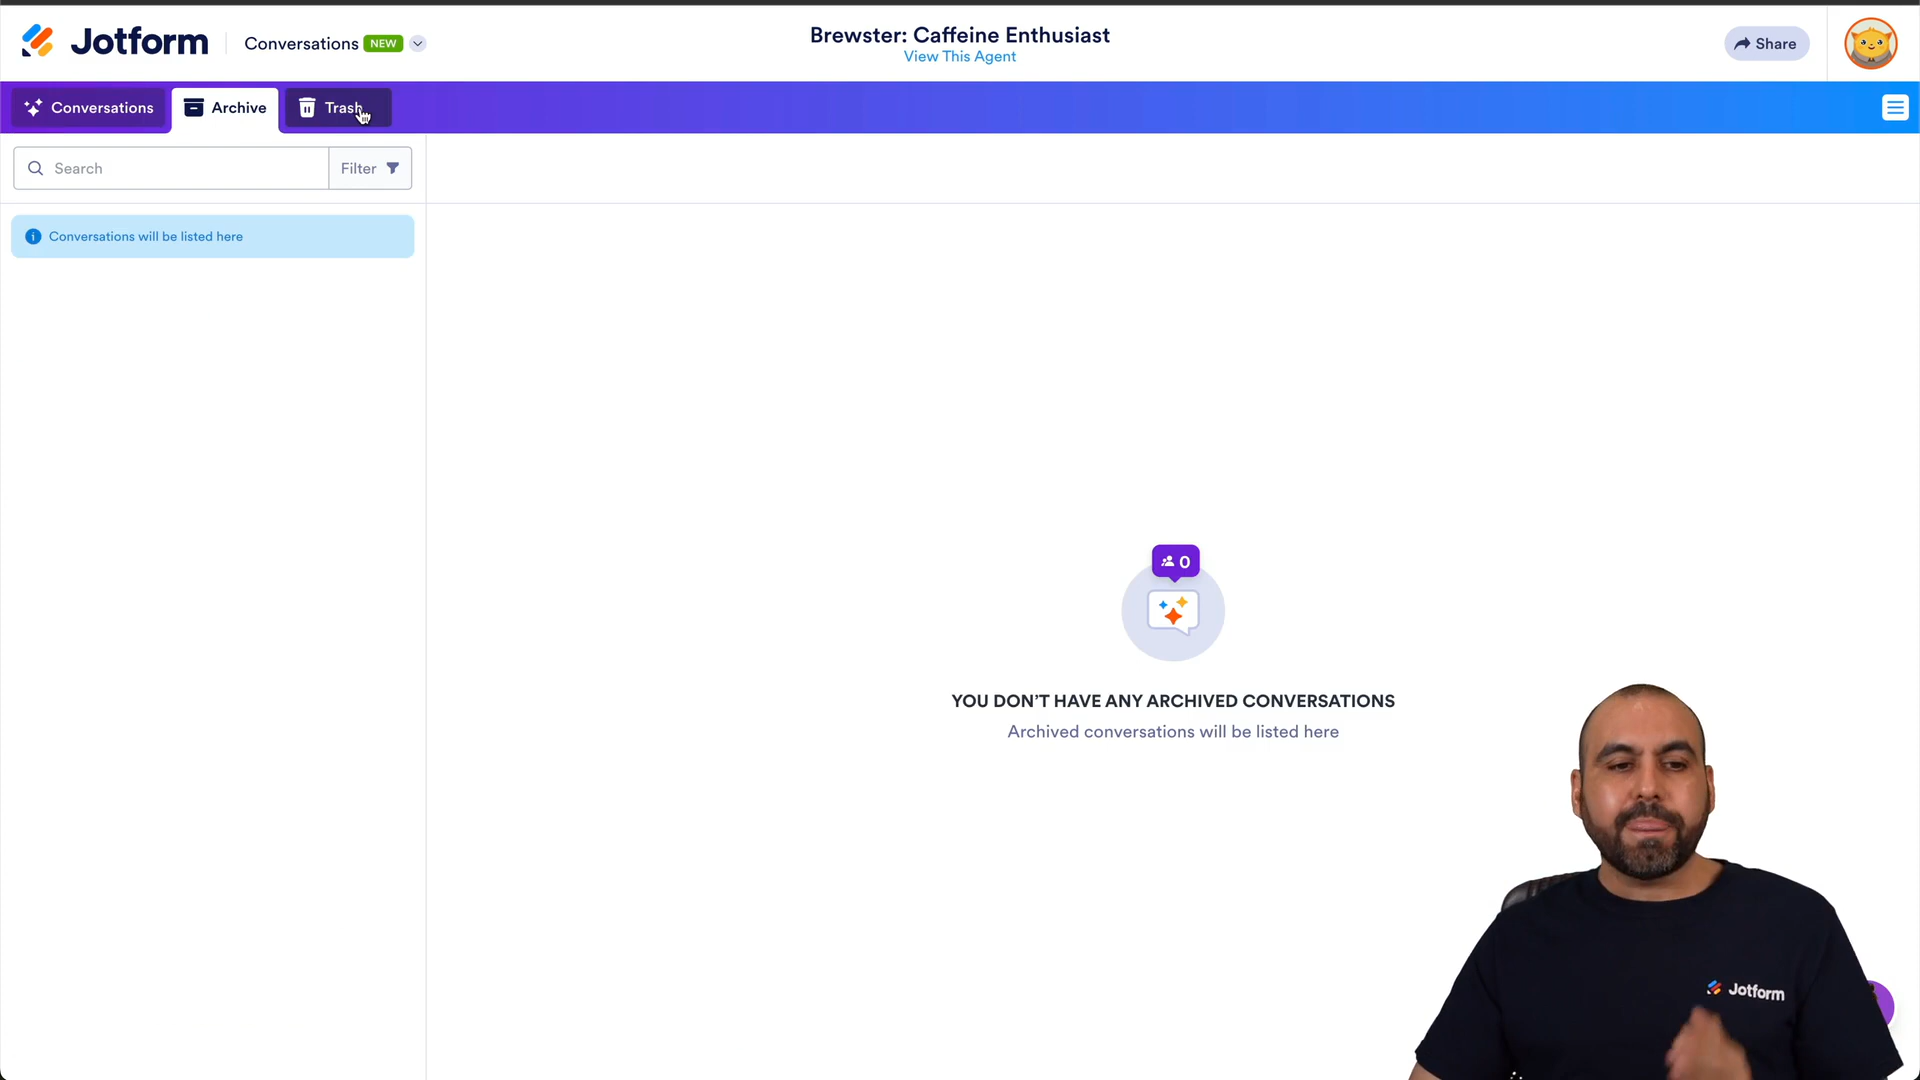 Jotform
Conversations NEW
Brewster: Caffeine Enthusiast
View This Agent
Share
Conversations
Archive
Trash
Search
Filter
Conversations will be listed here
0
YOU DON'T HAVE ANY ARCHIVED CONVERSATIONS
Archived conversations will be listed here
Jotform